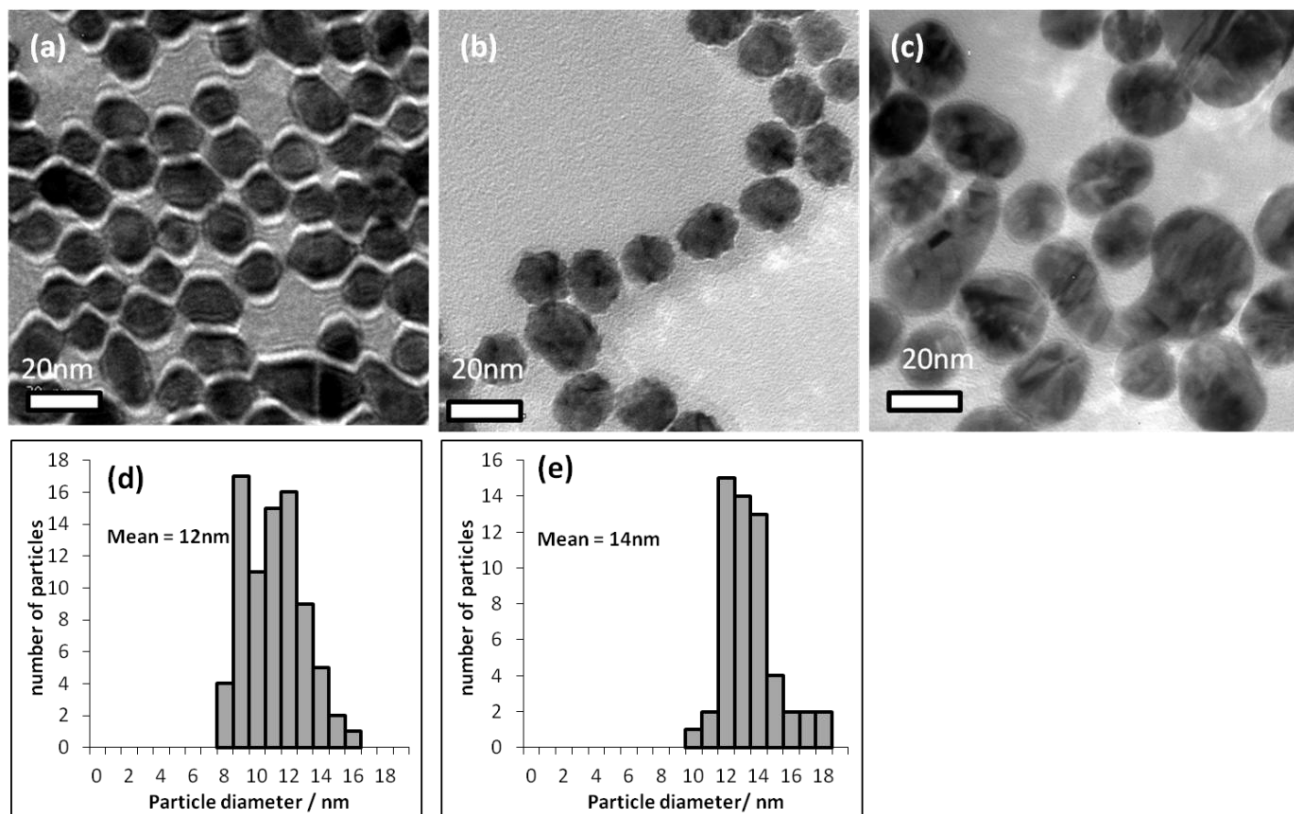 (a)
(b)
(c)
20nm
20nm
20nm
(d)
Mean = 12nm
number of particles
18
16
14
12
10
8
6
4
2
0
0 2 4 6 8 10 12 14 16 18
Particle diameter / nm
(e)
Mean = 14nm
number of particles
16
14
12
10
8
6
4
2
0
0 2 4 6 8 10 12 14 16 18
Particle diameter / nm